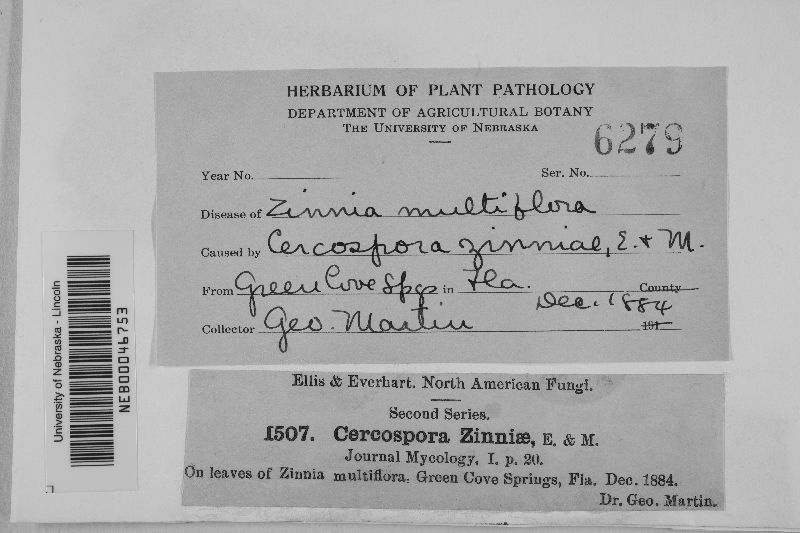 HERBARIUM OF PLANT PATHOLOGY
DEPARTMENT OF AGRICULTURAL BOTANY
THE UNIVERSITY OF NEBRASKA
6279
Year No. Ser. No.
Disease of Zinnia multiflora
Caused by Cercospora zinniae, E. & M.
From Green Cove Spgs in Fla. County
Dec. 1884
Collector Geo. Martin 191
University of Nebraska - Lincoln
NEB00046753
Ellis & Everhart. North American Fungi.
Second Series.
1507. Cercospora Zinniæ, E. & M.
Journal Mycology, I. p. 20.
On leaves of Zinnia multiflora, Green Cove Springs, Fla. Dec. 1884.
Dr. Geo. Martin.